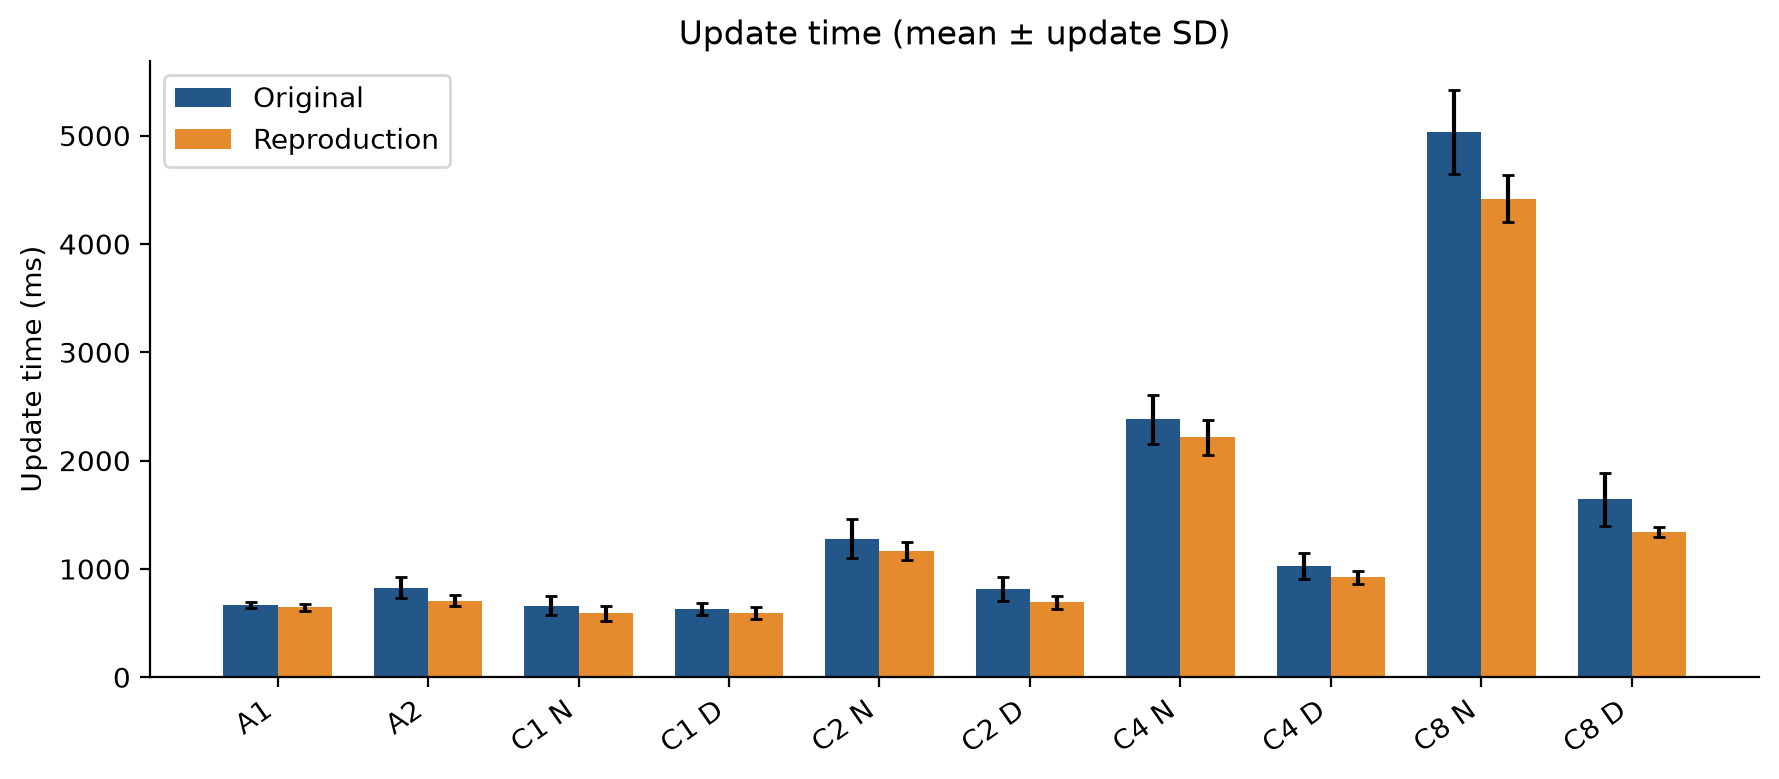 Update time (mean ± update SD)
Original
Reproduction
Update time (ms)
5000
4000
3000
2000
1000
0
A1
A2
C1 N
C1 D
C2 N
C2 D
C4 N
C4 D
C8 N
C8 D